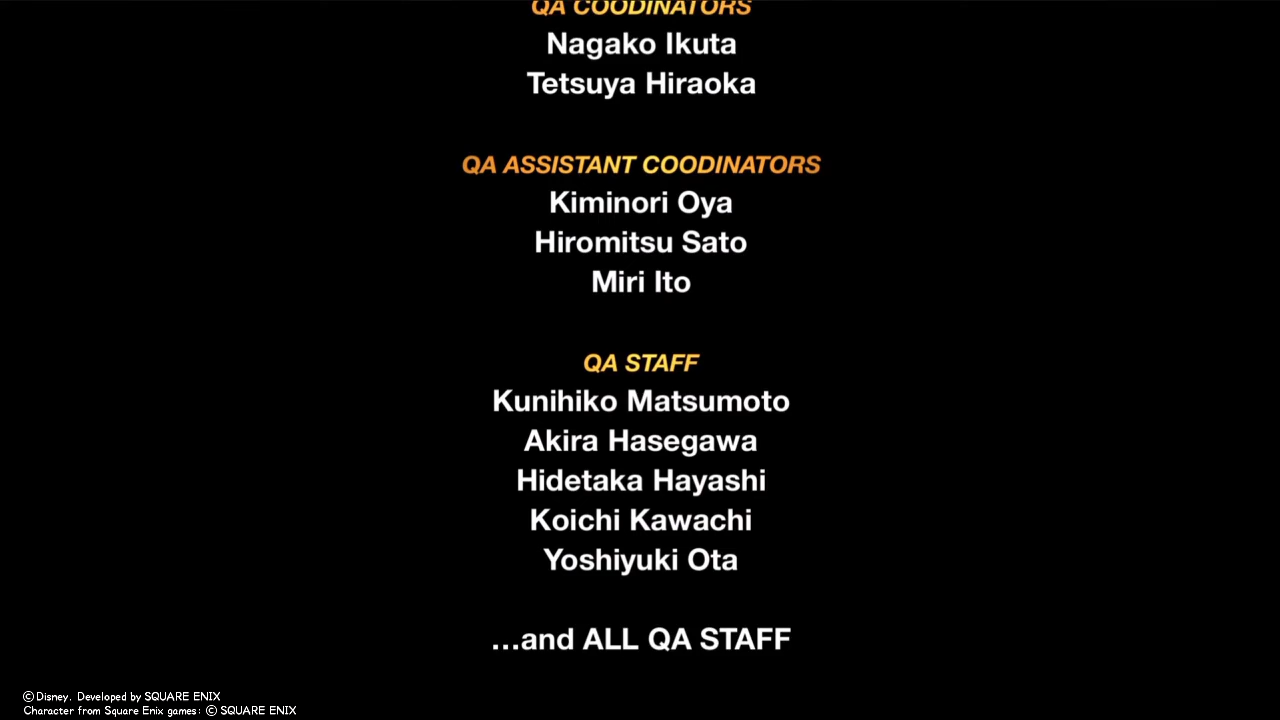 QA COODINATORS
Nagako Ikuta
Tetsuya Hiraoka
QA ASSISTANT COODINATORS
Kiminori Oya
Hiromitsu Sato
Miri Ito
QA STAFF
Kunihiko Matsumoto
Akira Hasegawa
Hidetaka Hayashi
Koichi Kawachi
Yoshiyuki Ota
...and ALL QA STAFF
©Disney. Developed by SQUARE ENIX
Character from Square Enix games: © SQUARE ENIX